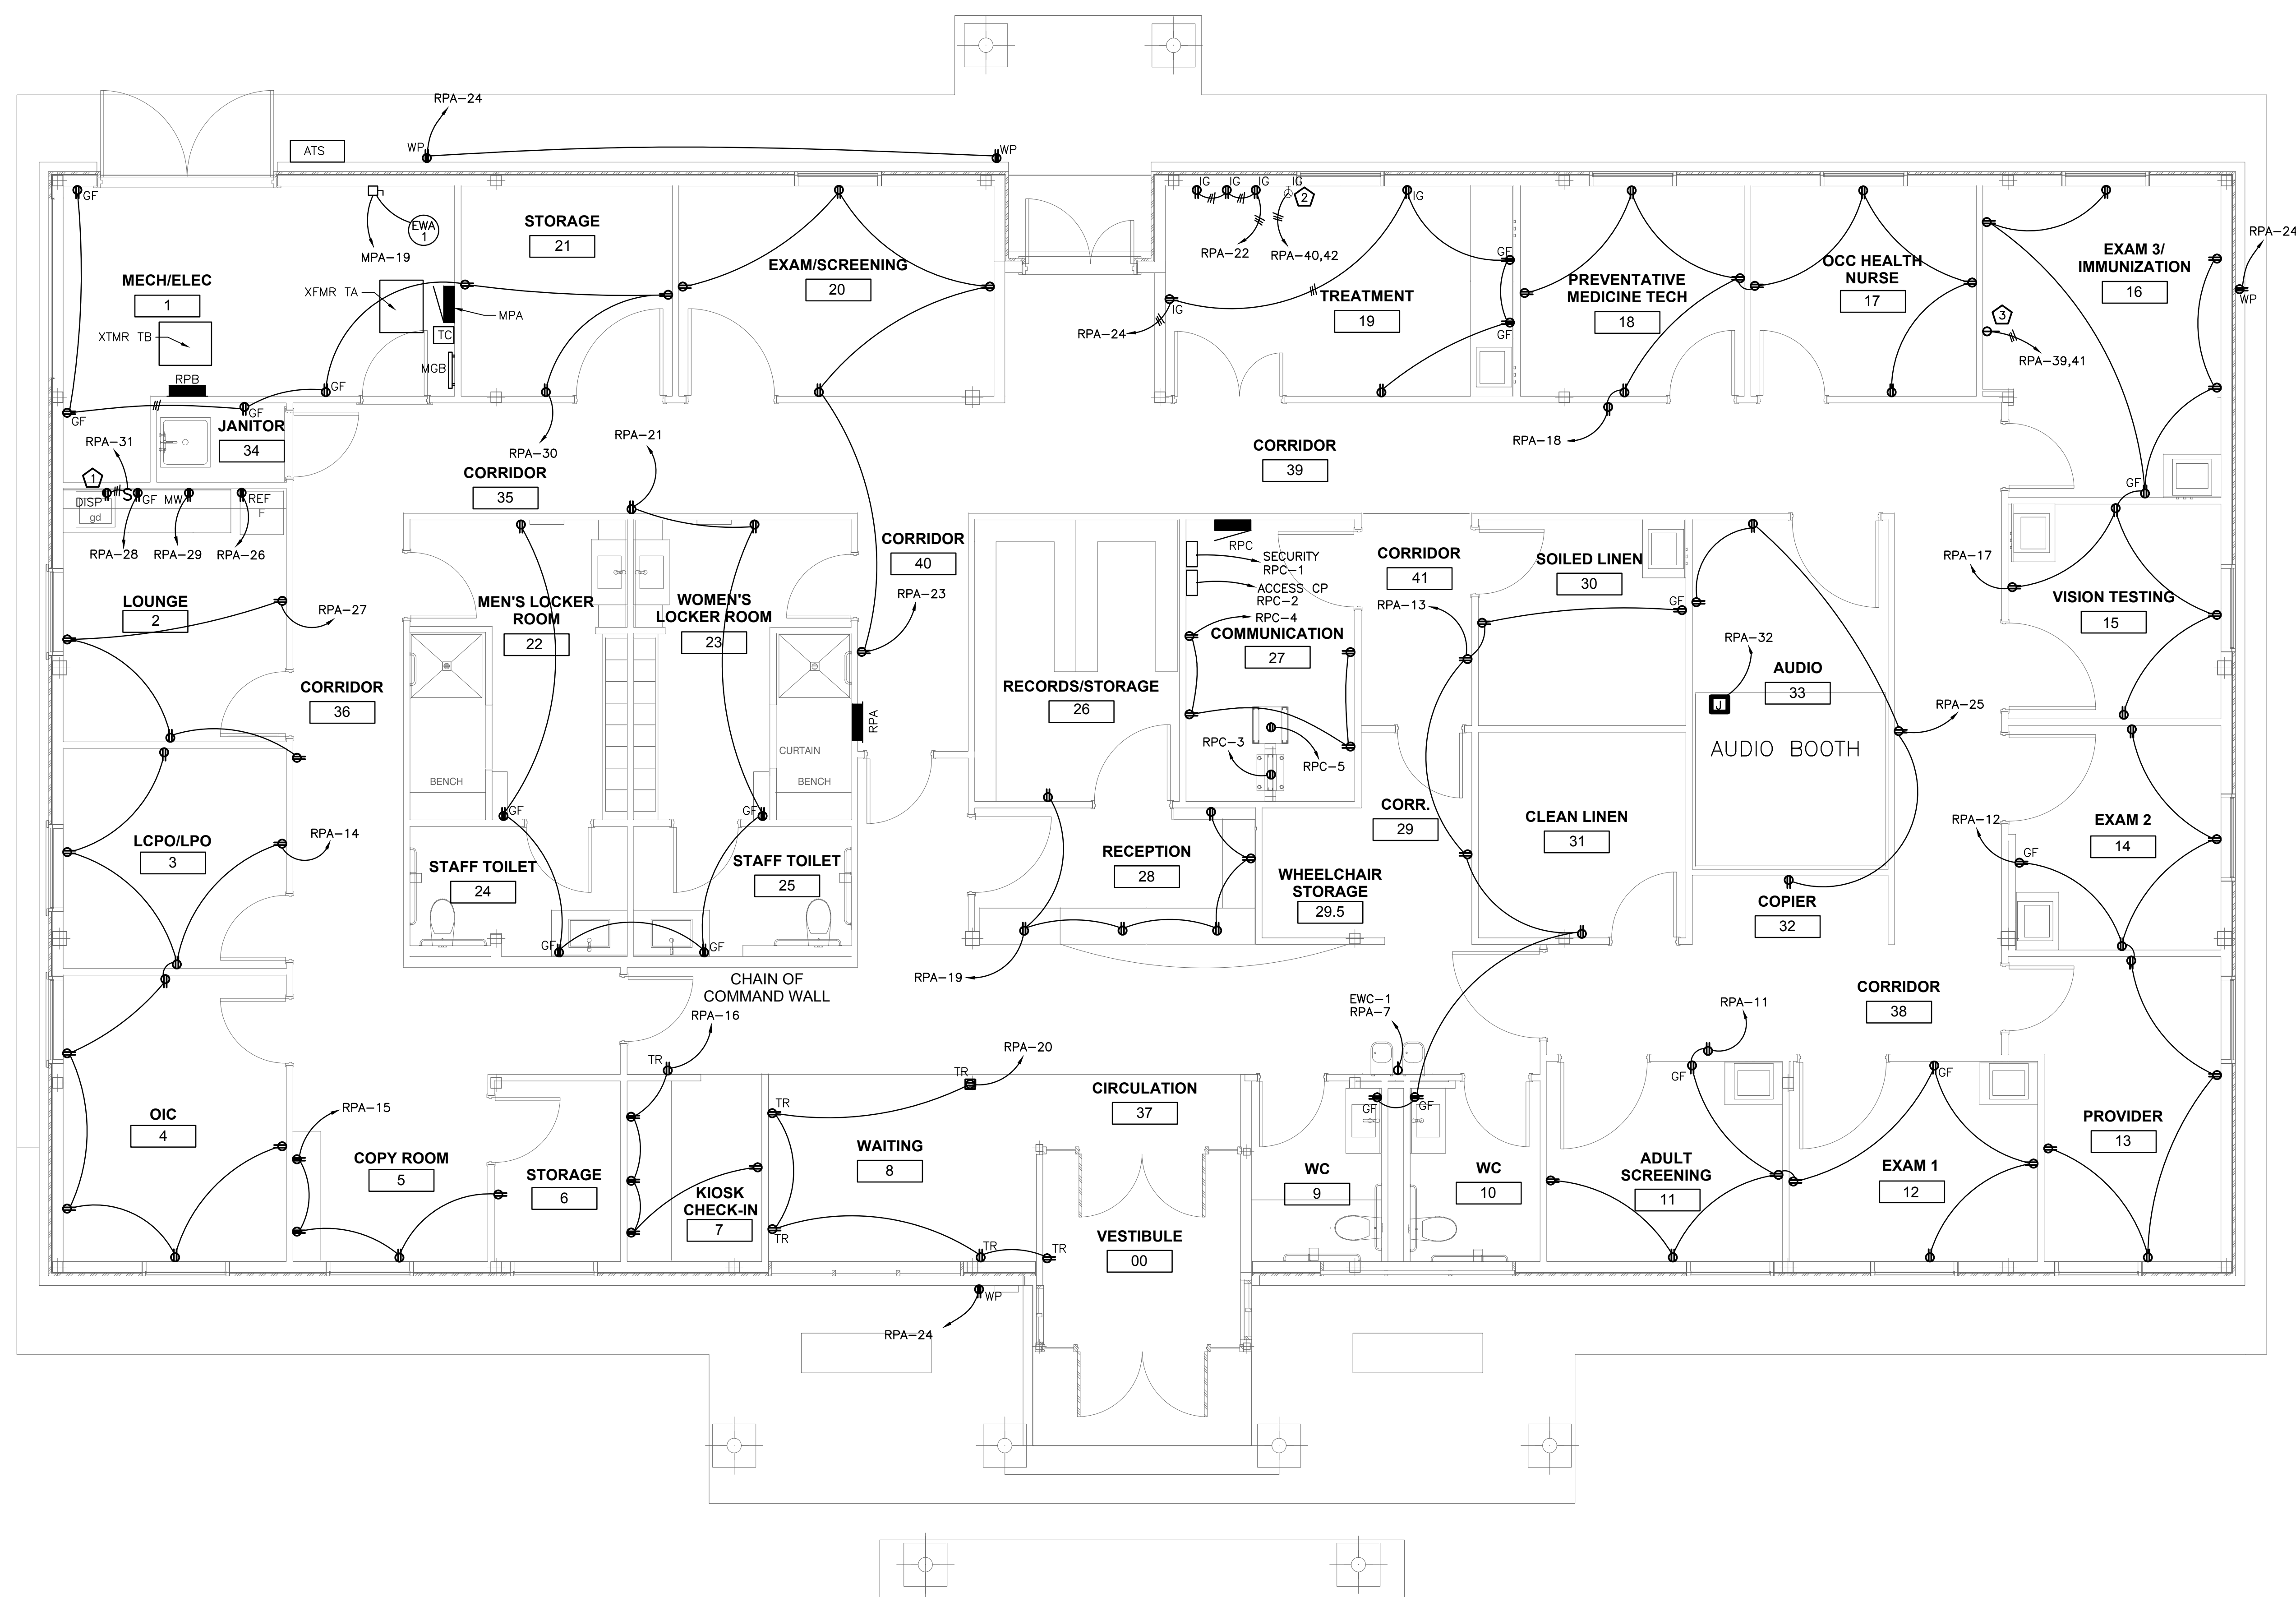 RPA-24
ATS
WP
WP
GF
EWA
1
MPA-19
STORAGE
21
EXAM/SCREENING
20
MECH/ELEC
1
XFMR TA
MPA
TC
XTMR TB
MGB
RPB
GF
GF
GF
JANITOR
34
RPA-31
RPA-30
RPA-21
IG
IG
IG
IG
2
IG
RPA-22
RPA-40,42
GF
TREATMENT
19
RPA-24
GF
PREVENTATIVE
MEDICINE TECH
18
OCC HEALTH
NURSE
17
EXAM 3/
IMMUNIZATION
16
RPA-24
WP
3
RPA-39,41
RPA-18
CORRIDOR
39
CORRIDOR
35
1
DISP
S
GF
MW
REF
F
gd
RPA-28
RPA-29
RPA-26
GF
CORRIDOR
40
RPC
SECURITY
RPC-1
ACCESS CP
RPC-2
RPC-4
CORRIDOR
41
SOILED LINEN
30
RPA-17
LOUNGE
2
RPA-27
MEN'S LOCKER
ROOM
22
WOMEN'S
LOCKER ROOM
23
RPA-23
RPA-13
GF
VISION TESTING
15
COMMUNICATION
27
RPA-32
AUDIO
33
J
CORRIDOR
36
RECORDS/STORAGE
26
RPA
RPA-25
RPC-3
RPC-5
AUDIO BOOTH
CURTAIN
BENCH
BENCH
GF
GF
CORR.
29
CLEAN LINEN
31
RPA-12
EXAM 2
14
LCPO/LPO
3
RPA-14
STAFF TOILET
24
STAFF TOILET
25
RECEPTION
28
WHEELCHAIR
STORAGE
29.5
GF
COPIER
32
GF
GF
RPA-19
CHAIN OF
COMMAND WALL
CORRIDOR
38
RPA-16
EWC-1
RPA-7
RPA-11
TR
TR
RPA-20
CIRCULATION
37
GF
GF
OIC
4
RPA-15
TR
GF
GF
PROVIDER
13
COPY ROOM
5
STORAGE
6
KIOSK
CHECK-IN
7
WAITING
8
WC
9
WC
10
ADULT
SCREENING
11
EXAM 1
12
TR
TR
TR
VESTIBULE
00
WP
RPA-24